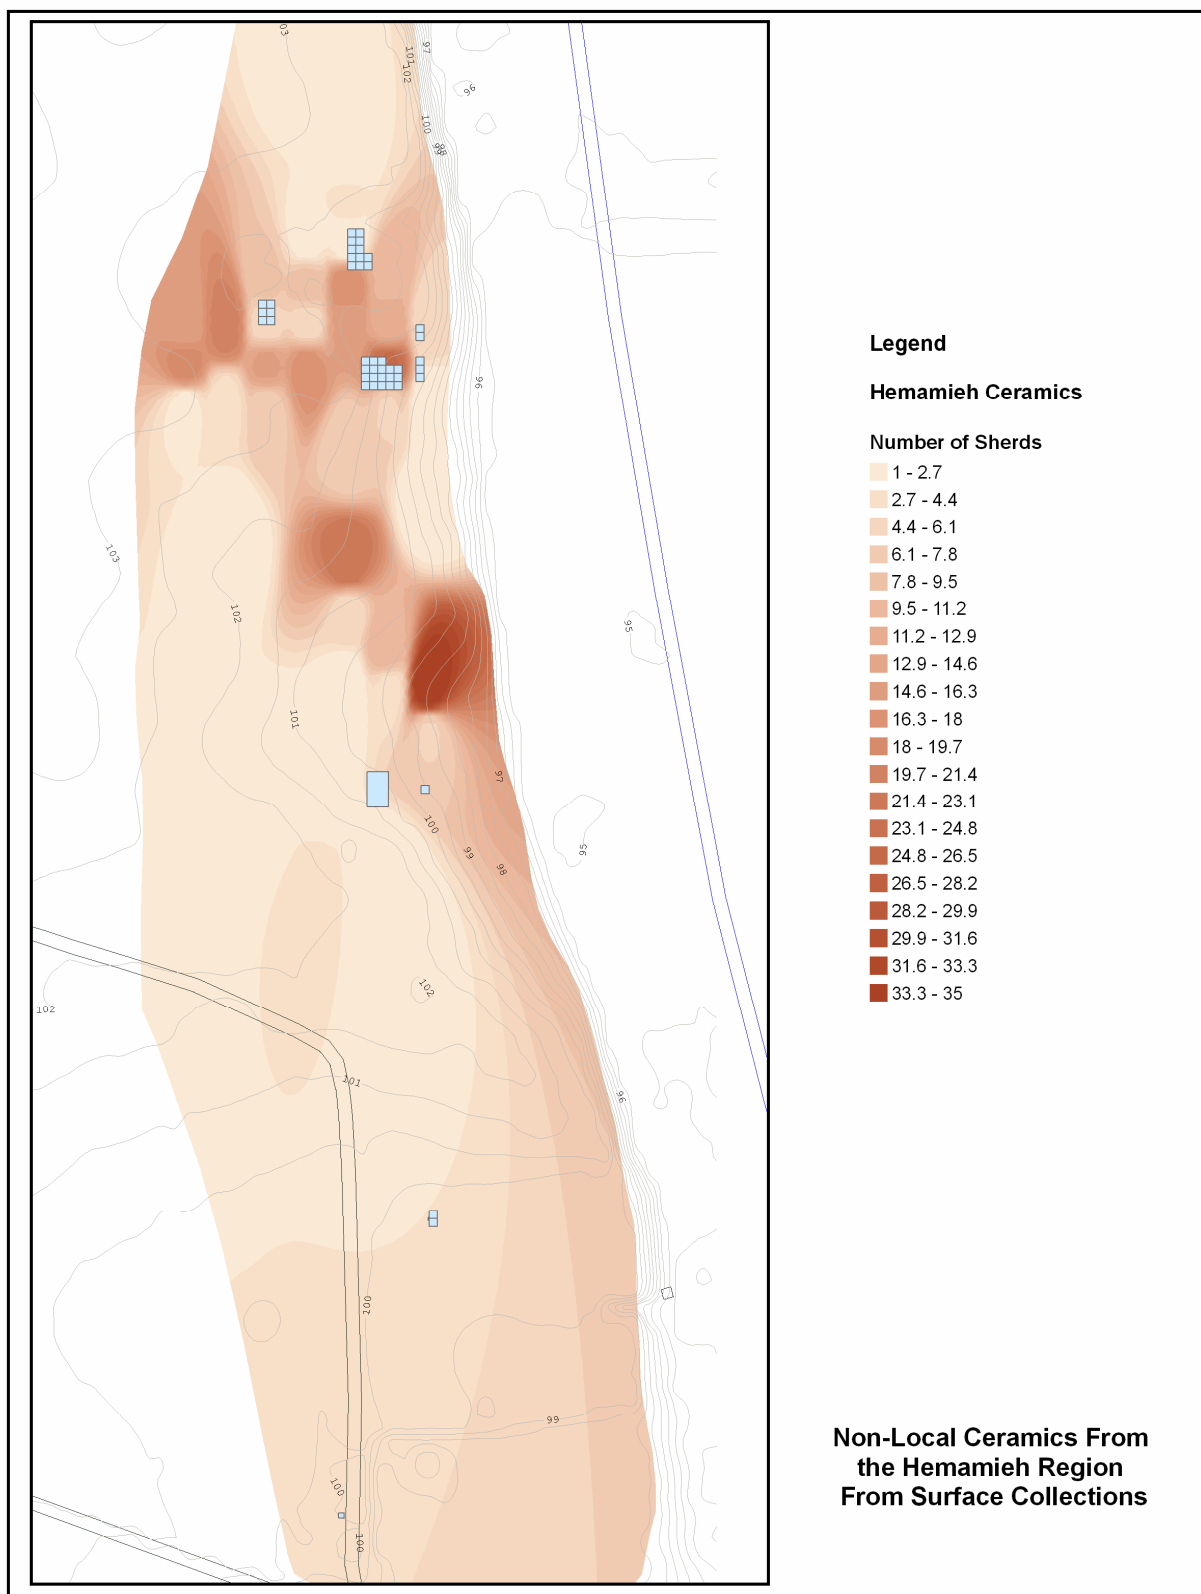 03
101
102
97
96
100
99
98
96
103
102
101
95
97
100
99
98
95
102
102
101
96
200
99
100
100
Legend
Hemamieh Ceramics
Number of Sherds
1 - 2.7
2.7 - 4.4
4.4 - 6.1
6.1 - 7.8
7.8 - 9.5
9.5 - 11.2
11.2 - 12.9
12.9 - 14.6
14.6 - 16.3
16.3 - 18
18 - 19.7
19.7 - 21.4
21.4 - 23.1
23.1 - 24.8
24.8 - 26.5
26.5 - 28.2
28.2 - 29.9
29.9 - 31.6
31.6 - 33.3
33.3 - 35
Non-Local Ceramics From
the Hemamieh Region
From Surface Collections